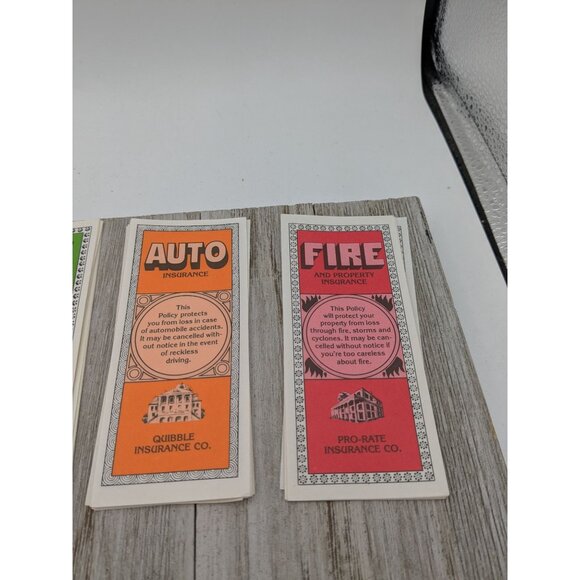 AUTO
INSURANCE
This
Policy protects
you from loss in case
of automobile accidents.
It may be cancelled with-
out notice in the event
of reckless
driving.
QUIBBLE
INSURANCE CO.
FIRE
AND PROPERTY
INSURANCE
This Policy
will protect your
property from loss
through fire, storms and
cyclones. It may be can-
celled without notice if
you're too careless
about fire.
PRO-RATE
INSURANCE CO.